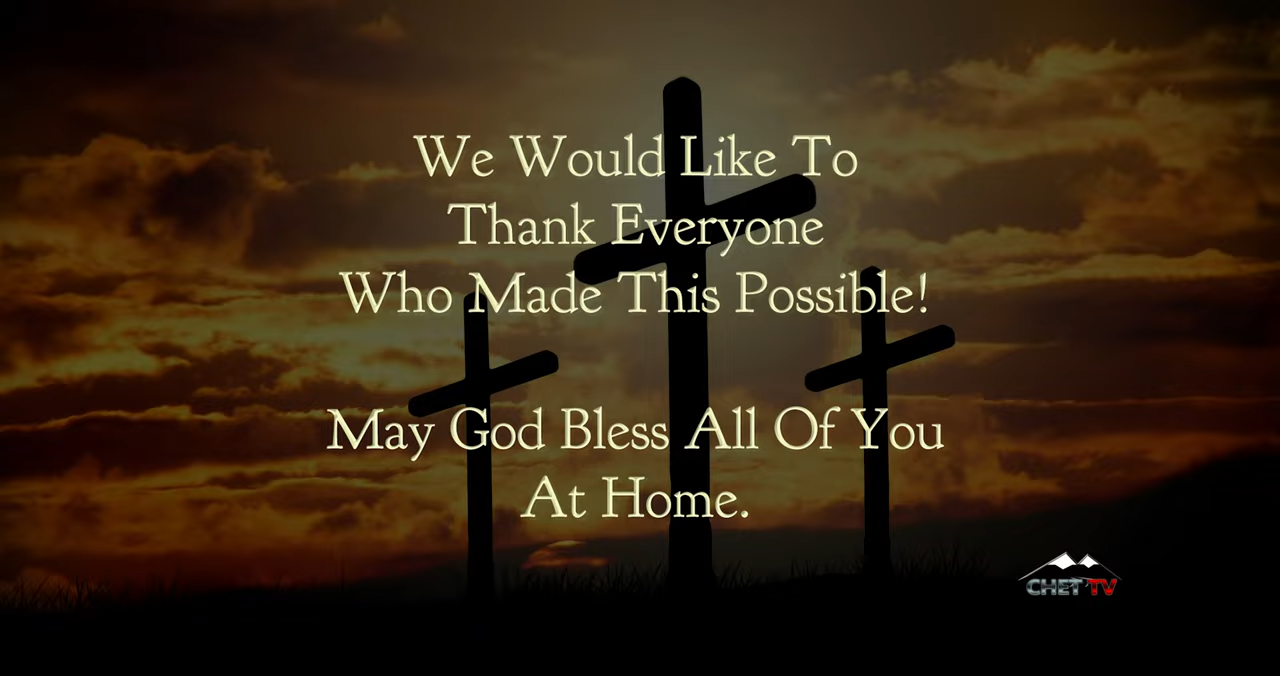 We Would Like To
Thank Everyone
Who Made This Possible!
May God Bless All Of You
At Home.
CHET TV